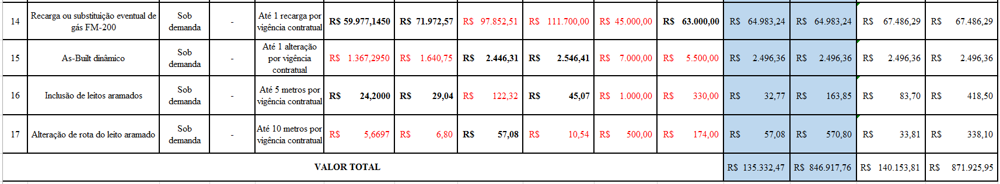 14 Recarga ou substituição eventual de gás FM-200 Sob demanda - Até 1 recarga por vigência contratual R$ 59.977,1450 R$ 71.972,57 R$ 97.852,51 R$ 111.700,00 R$ 45.000,00 R$ 63.000,00 R$ 64.983,24 R$ 64.983,24 R$ 67.486,29 R$ 67.486,29
15 As-Built dinâmico Sob demanda - Até 1 alteração por vigência contratual R$ 1.367,2950 R$ 1.640,75 R$ 2.446,31 R$ 2.546,41 R$ 7.000,00 R$ 5.500,00 R$ 2.496,36 R$ 2.496,36 R$ 2.496,36 R$ 2.496,36
16 Inclusão de leitos aramados Sob demanda - Até 5 metros por vigência contratual R$ 24,2000 R$ 29,04 R$ 122,32 R$ 45,07 R$ 1.000,00 R$ 330,00 R$ 32,77 R$ 163,85 R$ 83,70 R$ 418,50
17 Alteração de rota do leito aramado Sob demanda - Até 10 metros por vigência contratual R$ 5,6697 R$ 6,80 R$ 57,08 R$ 10,54 R$ 500,00 R$ 174,00 R$ 57,08 R$ 570,80 R$ 33,81 R$ 338,10
VALOR TOTAL R$ 135.332,47 R$ 846.917,76 R$ 140.153,81 R$ 871.925,95